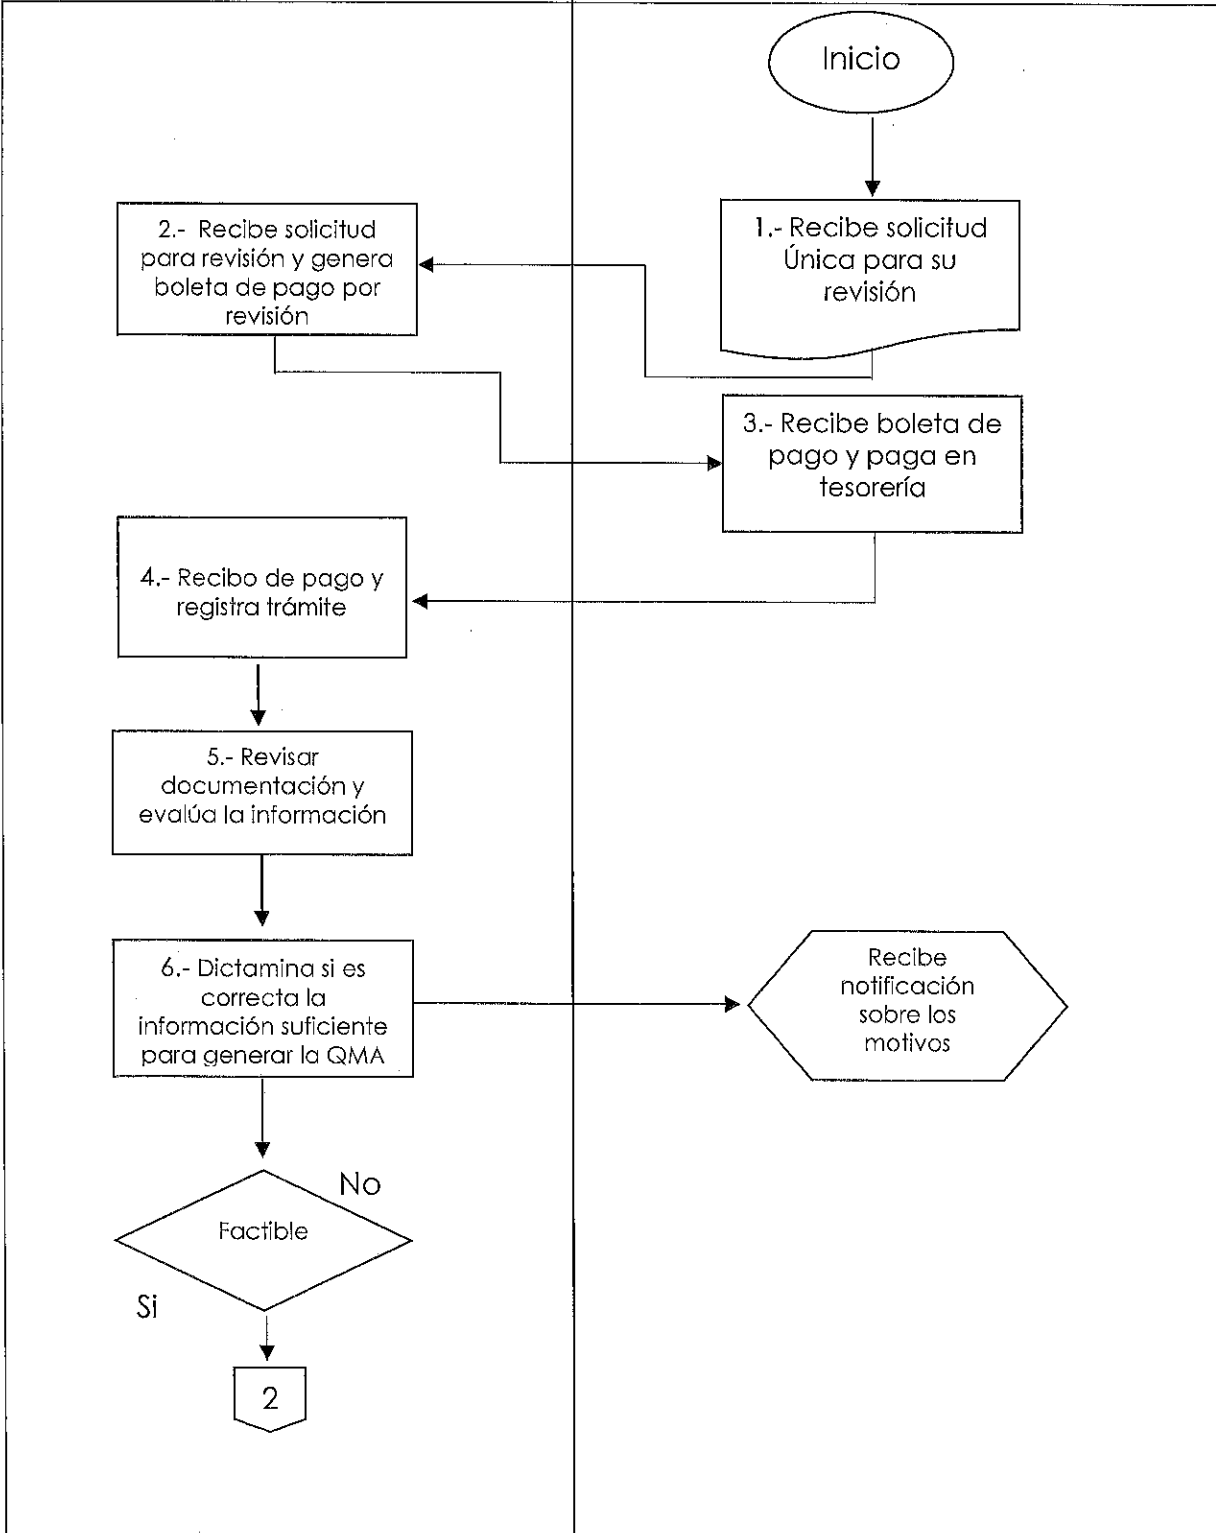 Inicio
1.- Recibe solicitud
Única para su
revisión
2.- Recibe solicitud
para revisión y genera
boleta de pago por
revisión
3.- Recibe boleta de
pago y paga en
tesorería
4.- Recibo de pago y
registra trámite
5.- Revisar
documentación y
evalúa la información
6.- Dictamina si es
correcta la
información suficiente
para generar la QMA
Recibe
notificación
sobre los
motivos
No
Factible
Si
2